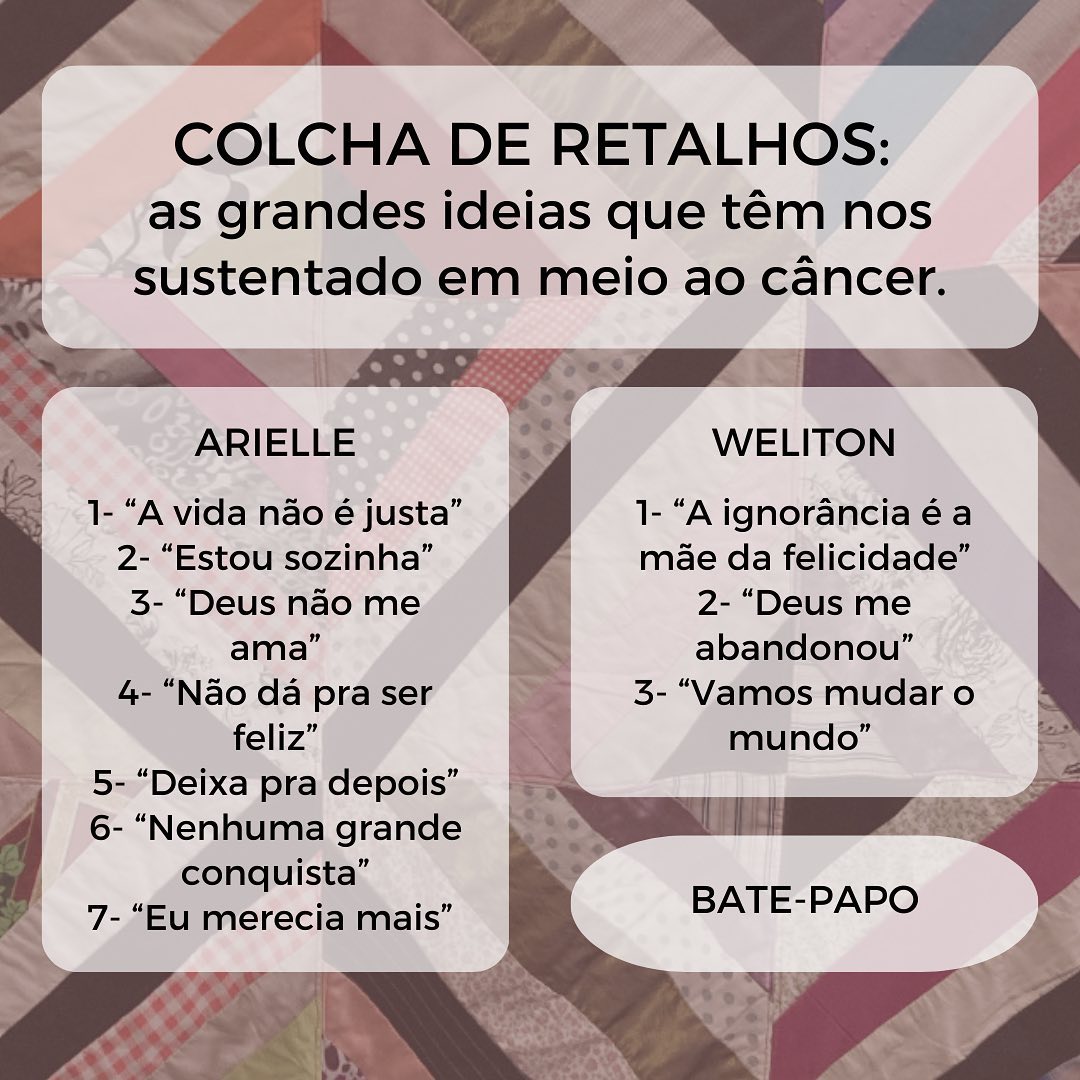 COLCHA DE RETALHOS:
as grandes ideias que têm nos
sustentado em meio ao câncer.
ARIELLE
1- “A vida não é justa”
2- “Estou sozinha”
3- “Deus não me
ama”
4- “Não dá pra ser
feliz”
5- “Deixa pra depois”
6- “Nenhuma grande
conquista”
7- “Eu merecia mais”
WELITON
1- “A ignorância é a
mãe da felicidade”
2- “Deus me
abandonou”
3- “Vamos mudar o
mundo”
BATE-PAPO